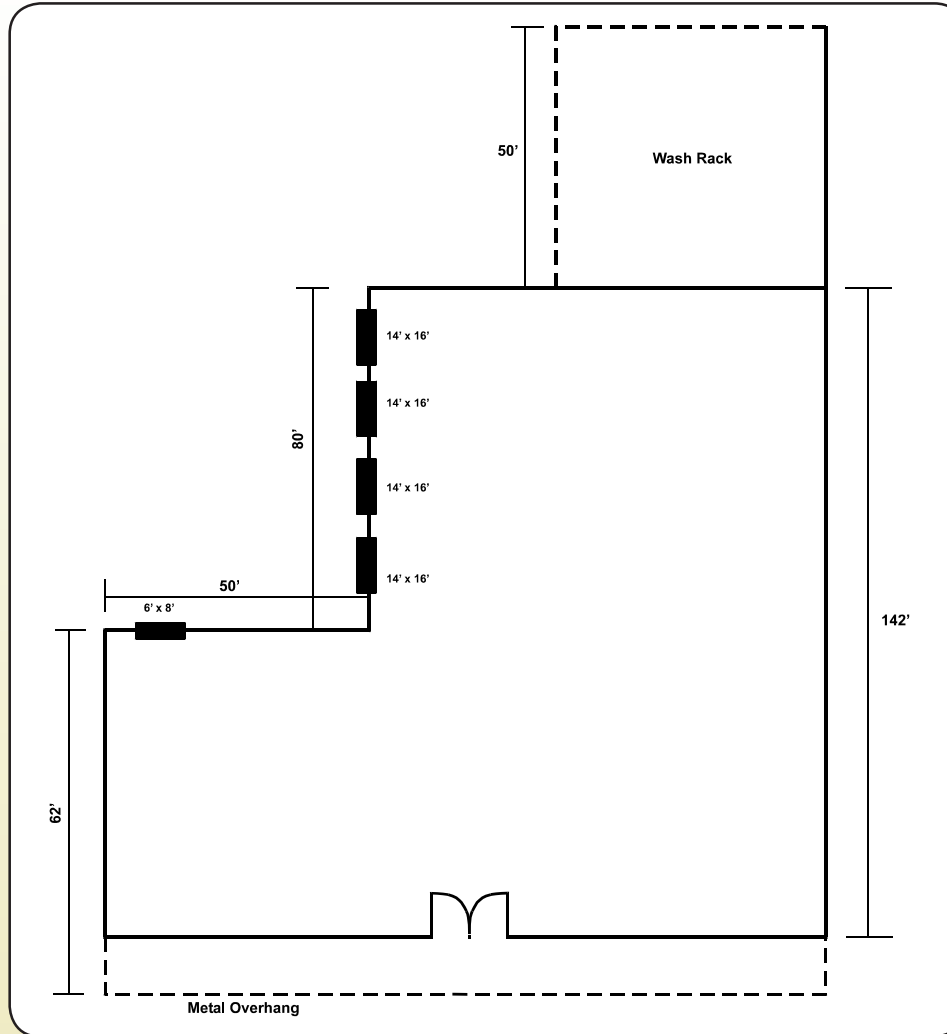 50’
Wash Rack
14’ x 16’
14’ x 16’
80’
14’ x 16’
14’ x 16’
50’
6’ x 8’
142’
62’
Metal Overhang